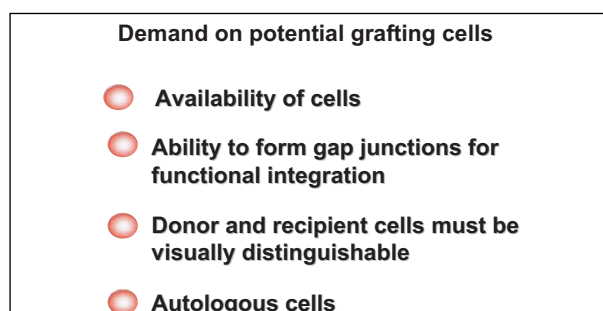 Demand on potential grafting cells
Availability of cells
Ability to form gap junctions for
functional integration
Donor and recipient cells must be
visually distinguishable
Autologous cells